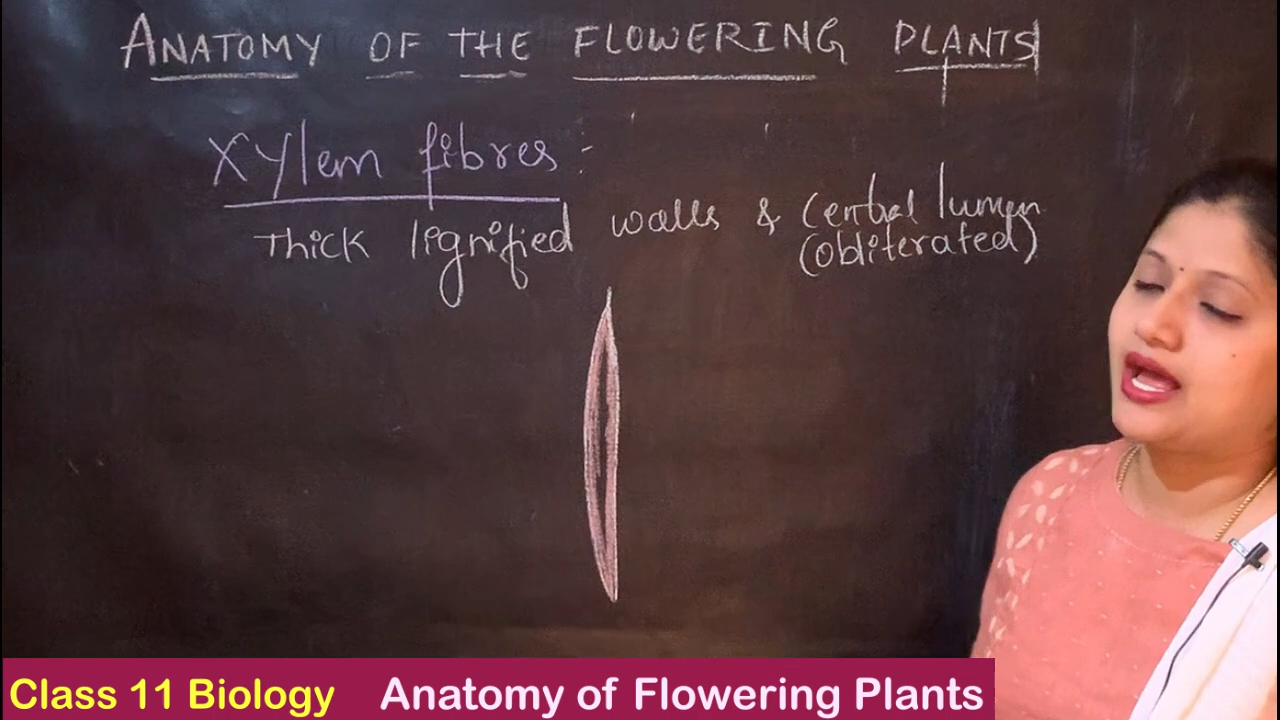 ANATOMY OF THE FLOWERING PLANTS
Xylem fibres :-
Thick lignified walls & Central lumen
(obliterated)
Class 11 Biology Anatomy of Flowering Plants